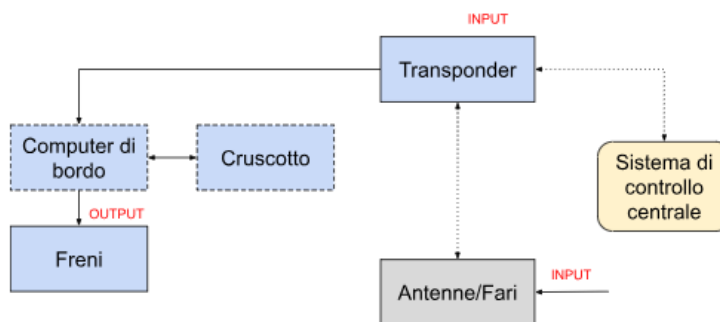 INPUT
Transponder
Computer di
bordo
Cruscotto
Sistema di
controllo
centrale
OUTPUT
Freni
INPUT
Antenne/Fari